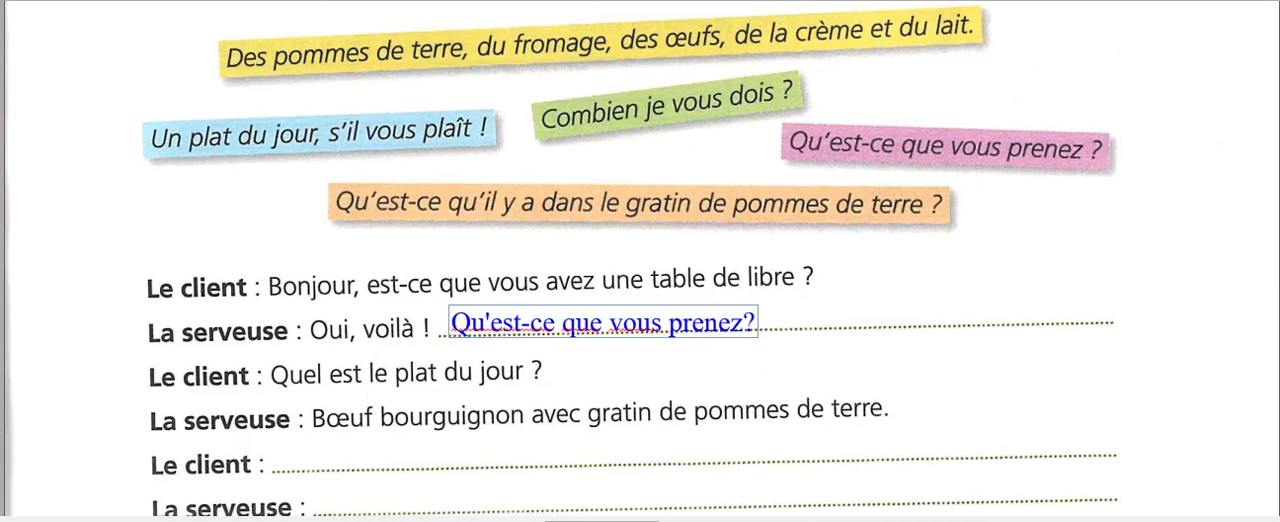 Des pommes de terre, du fromage, des œufs, de la crème et du lait.
Combien je vous dois ?
Un plat du jour, s'il vous plaît !
Qu'est-ce que vous prenez ?
Qu'est-ce qu'il y a dans le gratin de pommes de terre ?
Le client : Bonjour, est-ce que vous avez une table de libre ?
La serveuse : Oui, voilà ! Qu'est-ce que vous prenez?
Le client : Quel est le plat du jour ?
La serveuse : Bœuf bourguignon avec gratin de pommes de terre.
Le client :
La serveuse :